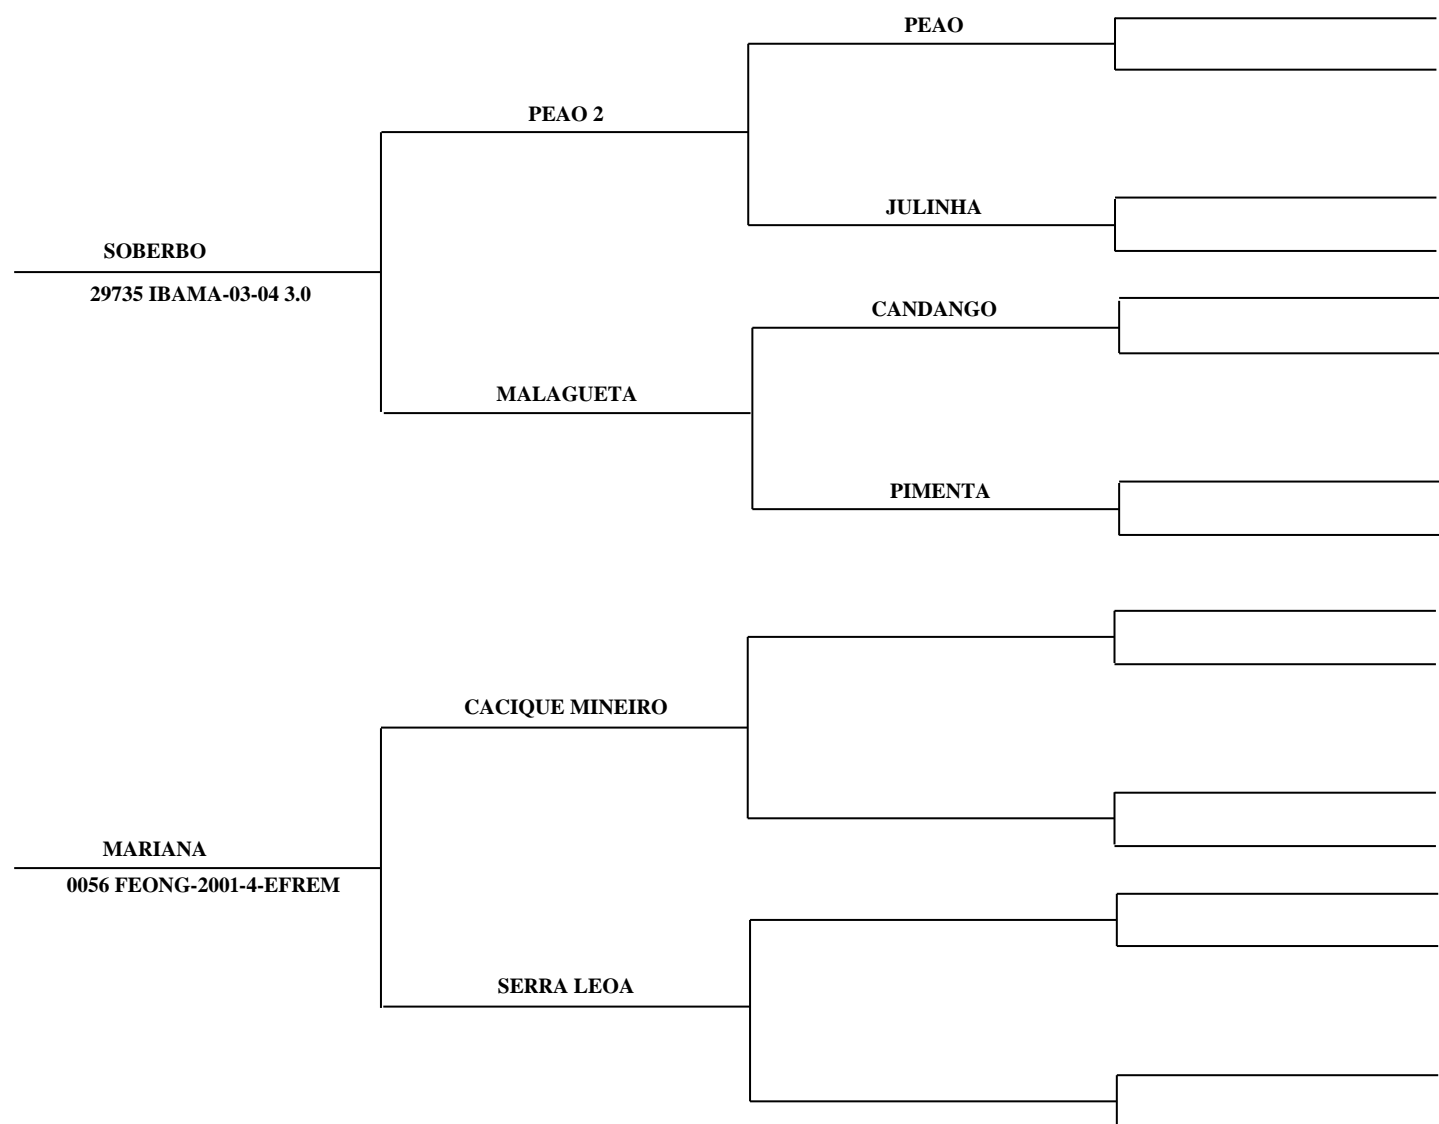 PEAO
PEAO 2
JULINHA
SOBERBO
29735 IBAMA-03-04 3.0
CANDANGO
MALAGUETA
PIMENTA
CACIQUE MINEIRO
MARIANA
0056 FEONG-2001-4-EFREM
SERRA LEOA